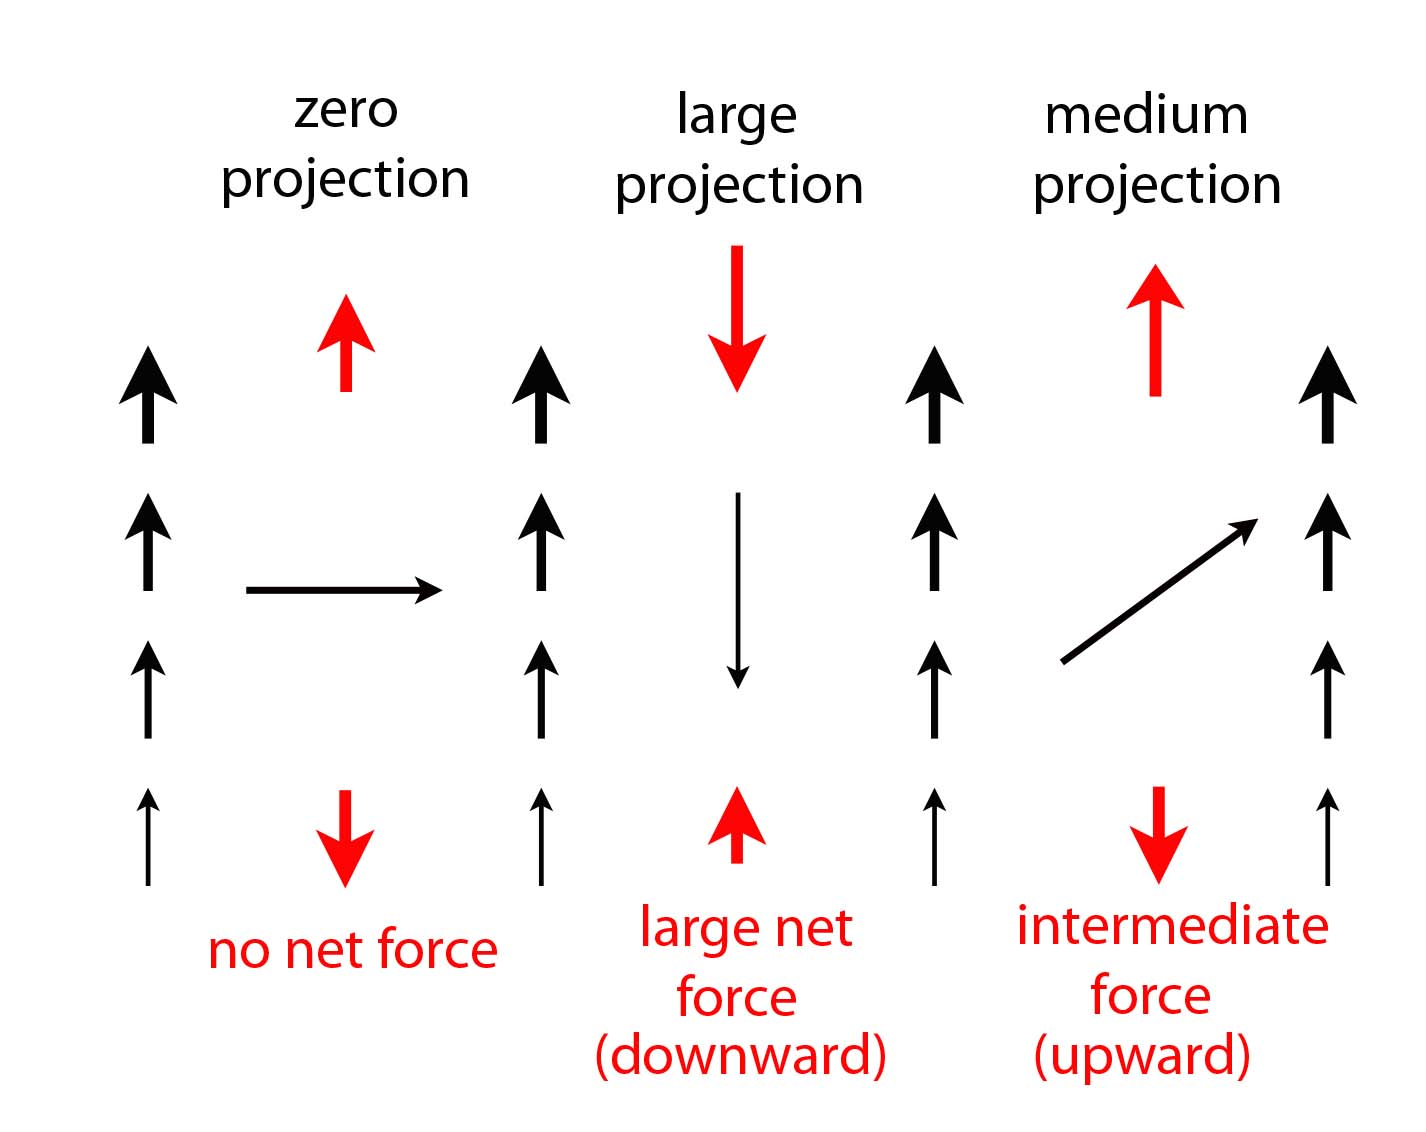 zero
projection
large
projection
medium
projection
no net force
large net
force
(downward)
intermediate
force
(upward)